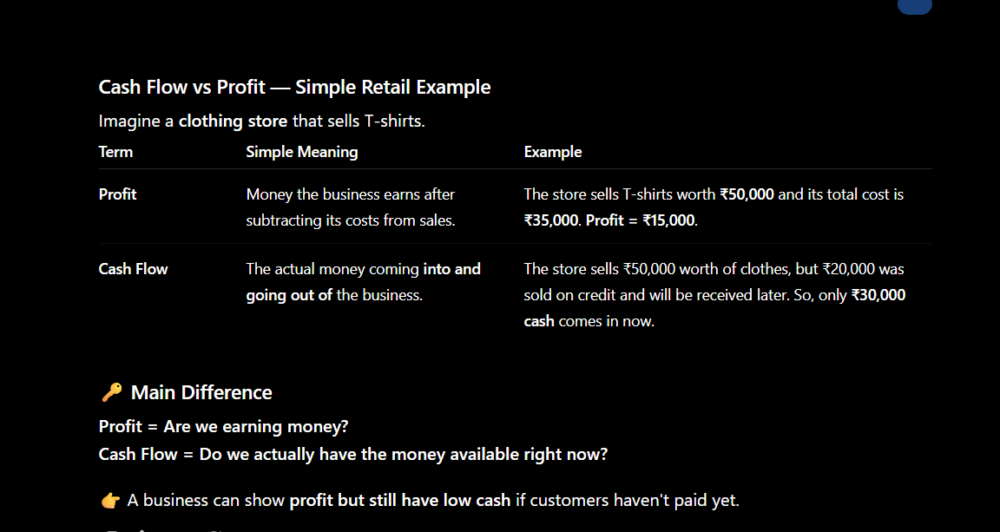 Cash Flow vs Profit — Simple Retail Example
Imagine a clothing store that sells T-shirts.
Term Simple Meaning Example
Profit Money the business earns after The store sells T-shirts worth ₹50,000 and its total cost is
subtracting its costs from sales. ₹35,000. Profit = ₹15,000.
Cash Flow The actual money coming into and The store sells ₹50,000 worth of clothes, but ₹20,000 was
going out of the business. sold on credit and will be received later. So, only ₹30,000
cash comes in now.
🔑 Main Difference
Profit = Are we earning money?
Cash Flow = Do we actually have the money available right now?
👉 A business can show profit but still have low cash if customers haven't paid yet.